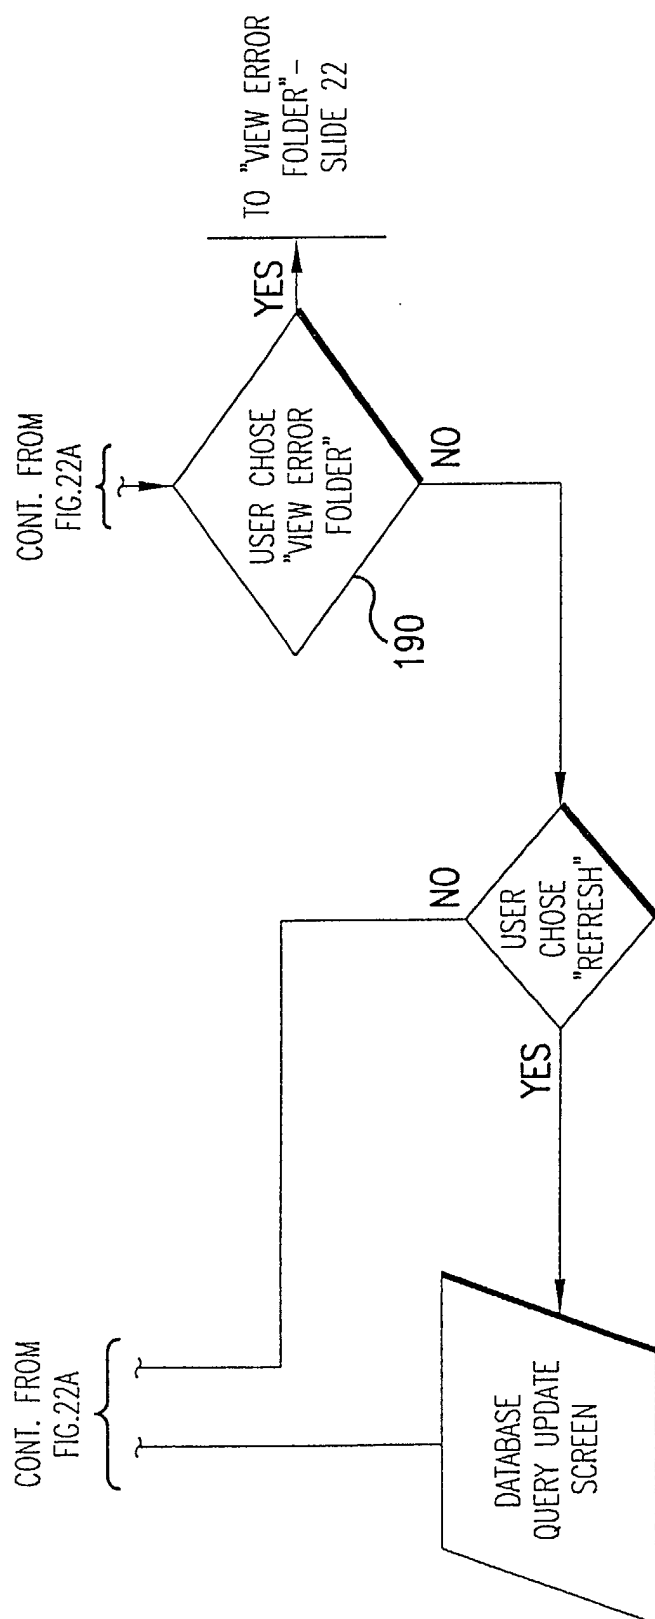 CONT. FROM
FIG.22A
USER CHOSE
"VIEW ERROR
FOLDER"
YES
TO "VIEW ERROR
FOLDER"-
SLIDE 22
NO
190
USER
CHOSE
"REFRESH"
NO
YES
CONT. FROM
FIG.22A
DATABASE
QUERY UPDATE
SCREEN